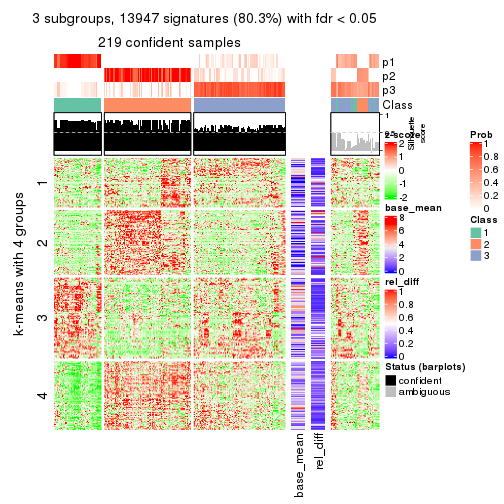 3 subgroups, 13947 signatures (80.3%) with fdr < 0.05
219 confident samples
p1
p2
p3
Class
1
Silhouette
score
z_score
2
1
0
-1
-2
base_mean
8
6
4
2
0
rel_diff
1
0.8
0.6
0.4
0.2
0
Status (barplots)
confident
ambiguous
Prob
1
0.8
0.6
0.4
0.2
0
Class
1
2
3
k-means with 4 groups
1
2
3
4
base_mean
rel_diff